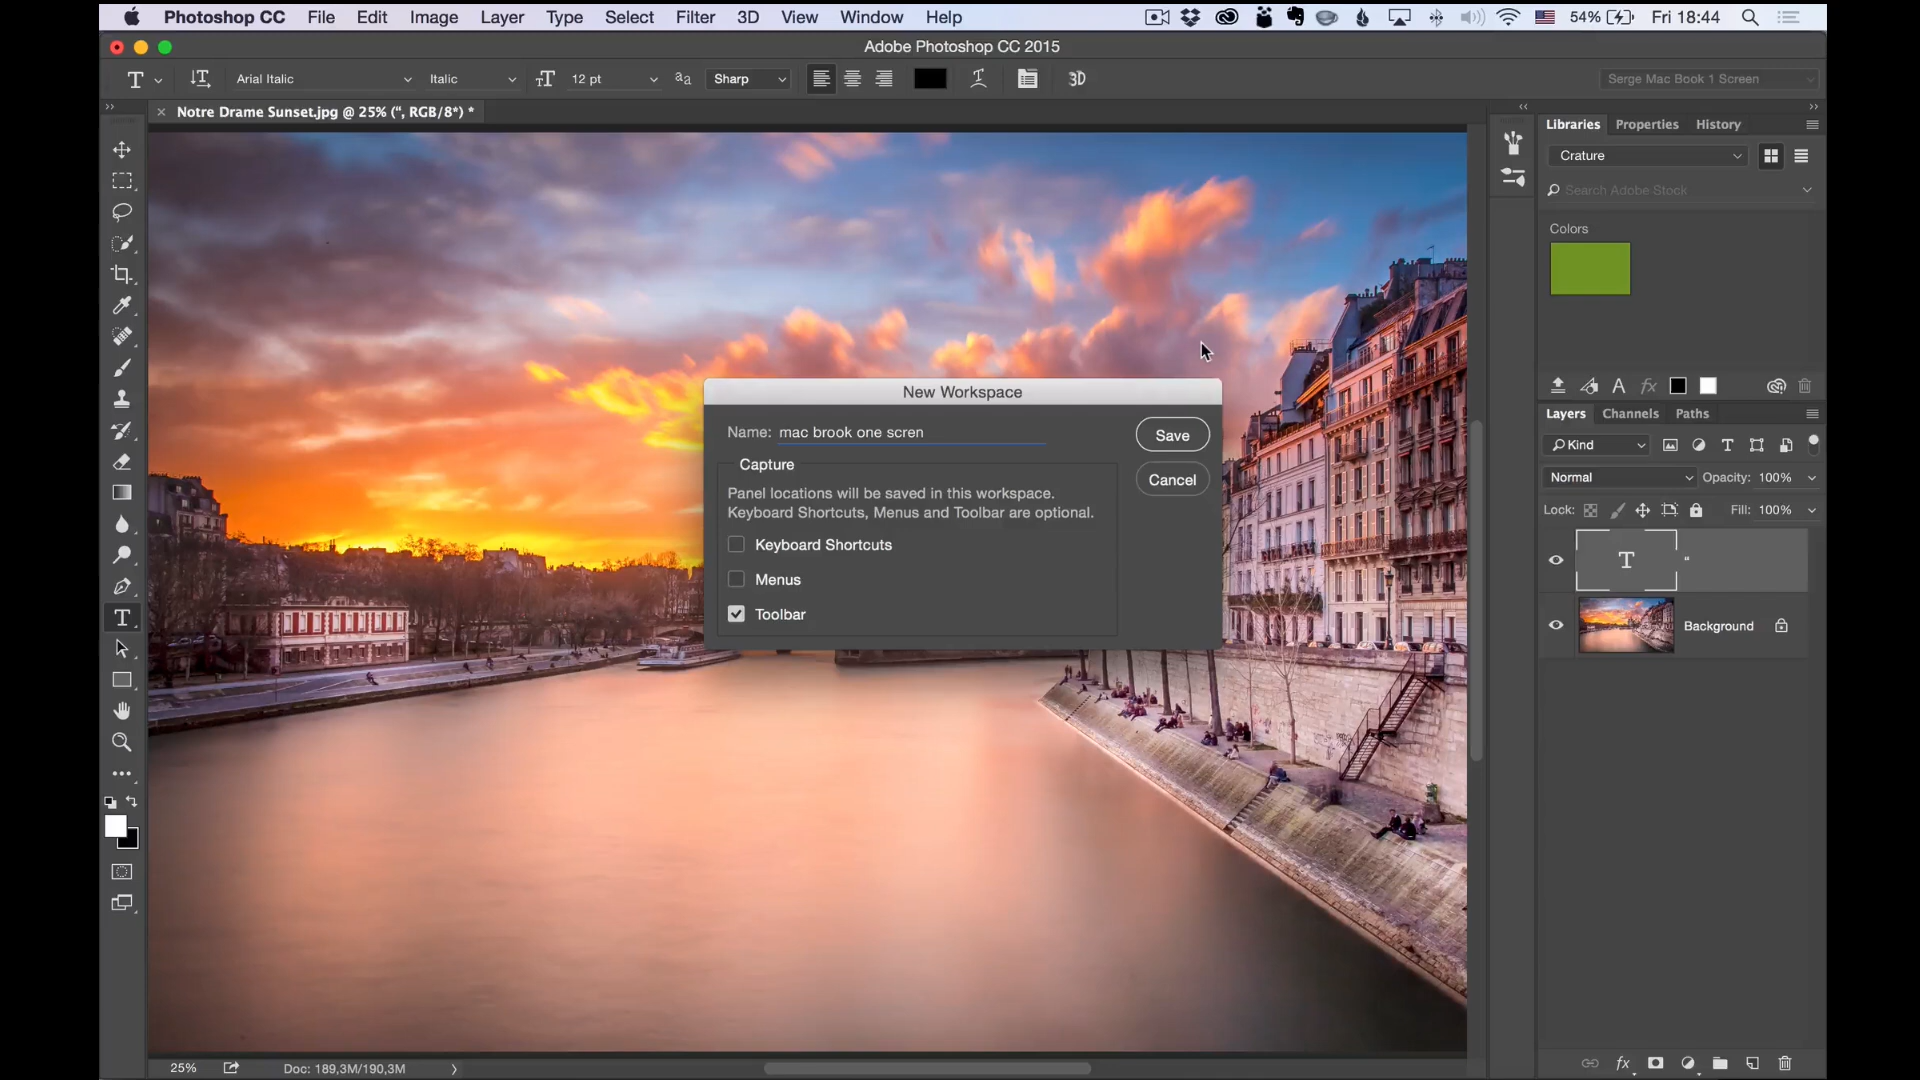 Photoshop CC File Edit Image Layer Type Select Filter 3D View Window Help 54% Fri 18:44
Adobe Photoshop CC 2015
T Arial Italic Italic 12 pt aa Sharp 3D Serge Mac Book 1 Screen
Notre Drame Sunset.jpg @ 25% (“, RGB/8*) *
Libraries Properties History
Crature
Search Adobe Stock
Colors
New Workspace
Name: mac brook one scren
Save
Capture
Panel locations will be saved in this workspace.
Keyboard Shortcuts, Menus and Toolbar are optional.
Cancel
Keyboard Shortcuts
Menus
Toolbar
A fx
Layers Channels Paths
Kind T
Normal Opacity: 100%
Lock: Fill: 100%
T “
Background
T
25% Doc: 189,3M/190,3M
fx